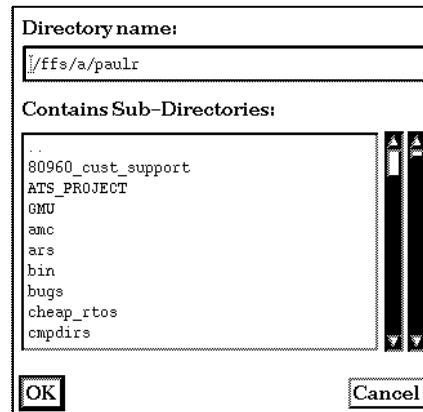 Directory name:
/ffs/a/paulr
Contains Sub-Directories:
..
80960_cust_support
ATS_PROJECT
GMU
amc
ars
bin
bugs
cheap_rtos
cmpdirs
OK
Cancel